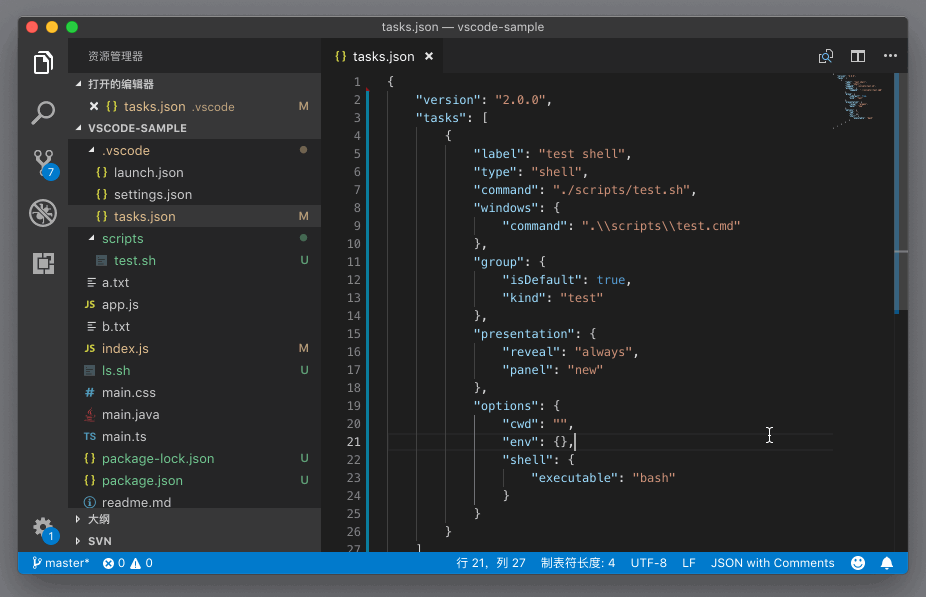 tasks.json — vscode-sample
资源管理器
打开的编辑器
{} tasks.json .vscode M
VSCODE-SAMPLE
.vscode
{} launch.json
{} settings.json
{} tasks.json M
scripts
test.sh U
a.txt
JS app.js
b.txt
JS index.js M
ls.sh U
# main.css
main.java
TS main.ts
{} package-lock.json U
{} package.json U
readme.md
大纲
SVN
7
1
{} tasks.json
1 {
2 "version": "2.0.0",
3 "tasks": [
4 {
5 "label": "test shell",
6 "type": "shell",
7 "command": "./scripts/test.sh",
8 "windows": {
9 "command": ".\\scripts\\test.cmd"
10 },
11 "group": {
12 "isDefault": true,
13 "kind": "test"
14 },
15 "presentation": {
16 "reveal": "always",
17 "panel": "new"
18 },
19 "options": {
20 "cwd": "",
21 "env": {},
22 "shell": {
23 "executable": "bash"
24 }
25 }
26 }
27 ]
master* 0 0 行 21，列 27 制表符长度: 4 UTF-8 LF JSON with Comments